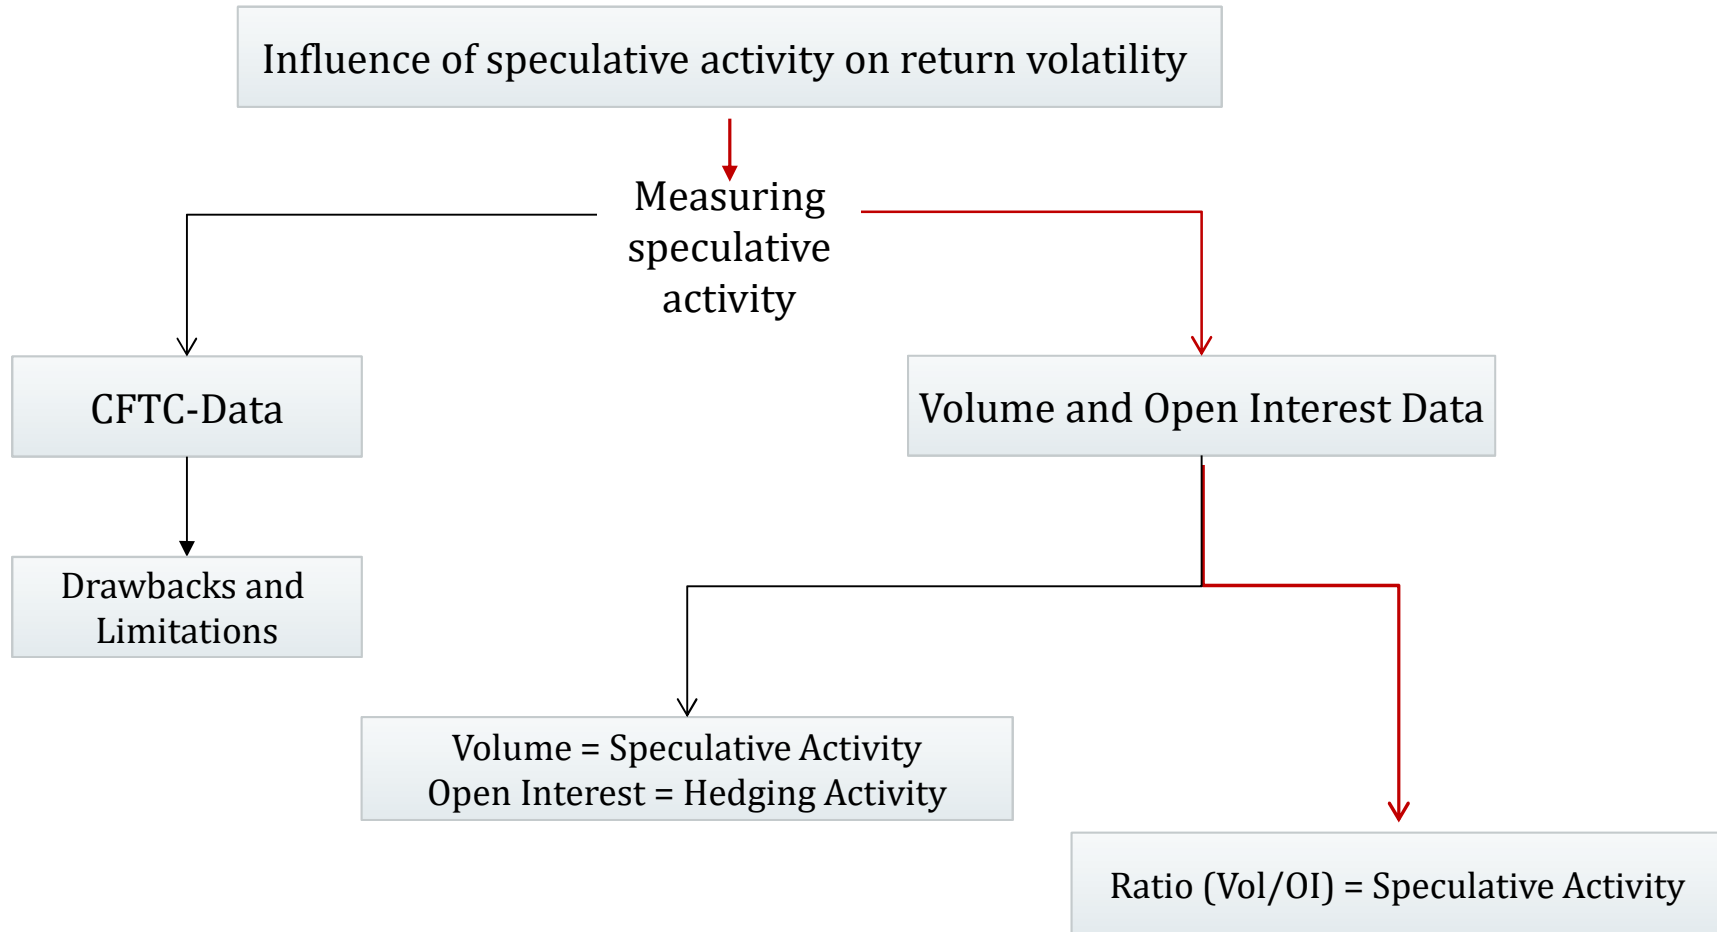 Influence of speculative activity on return volatility
Measuring
speculative
activity
CFTC-Data
Volume and Open Interest Data
Drawbacks and
Limitations
Volume = Speculative Activity
Open Interest = Hedging Activity
Ratio (Vol/OI) = Speculative Activity